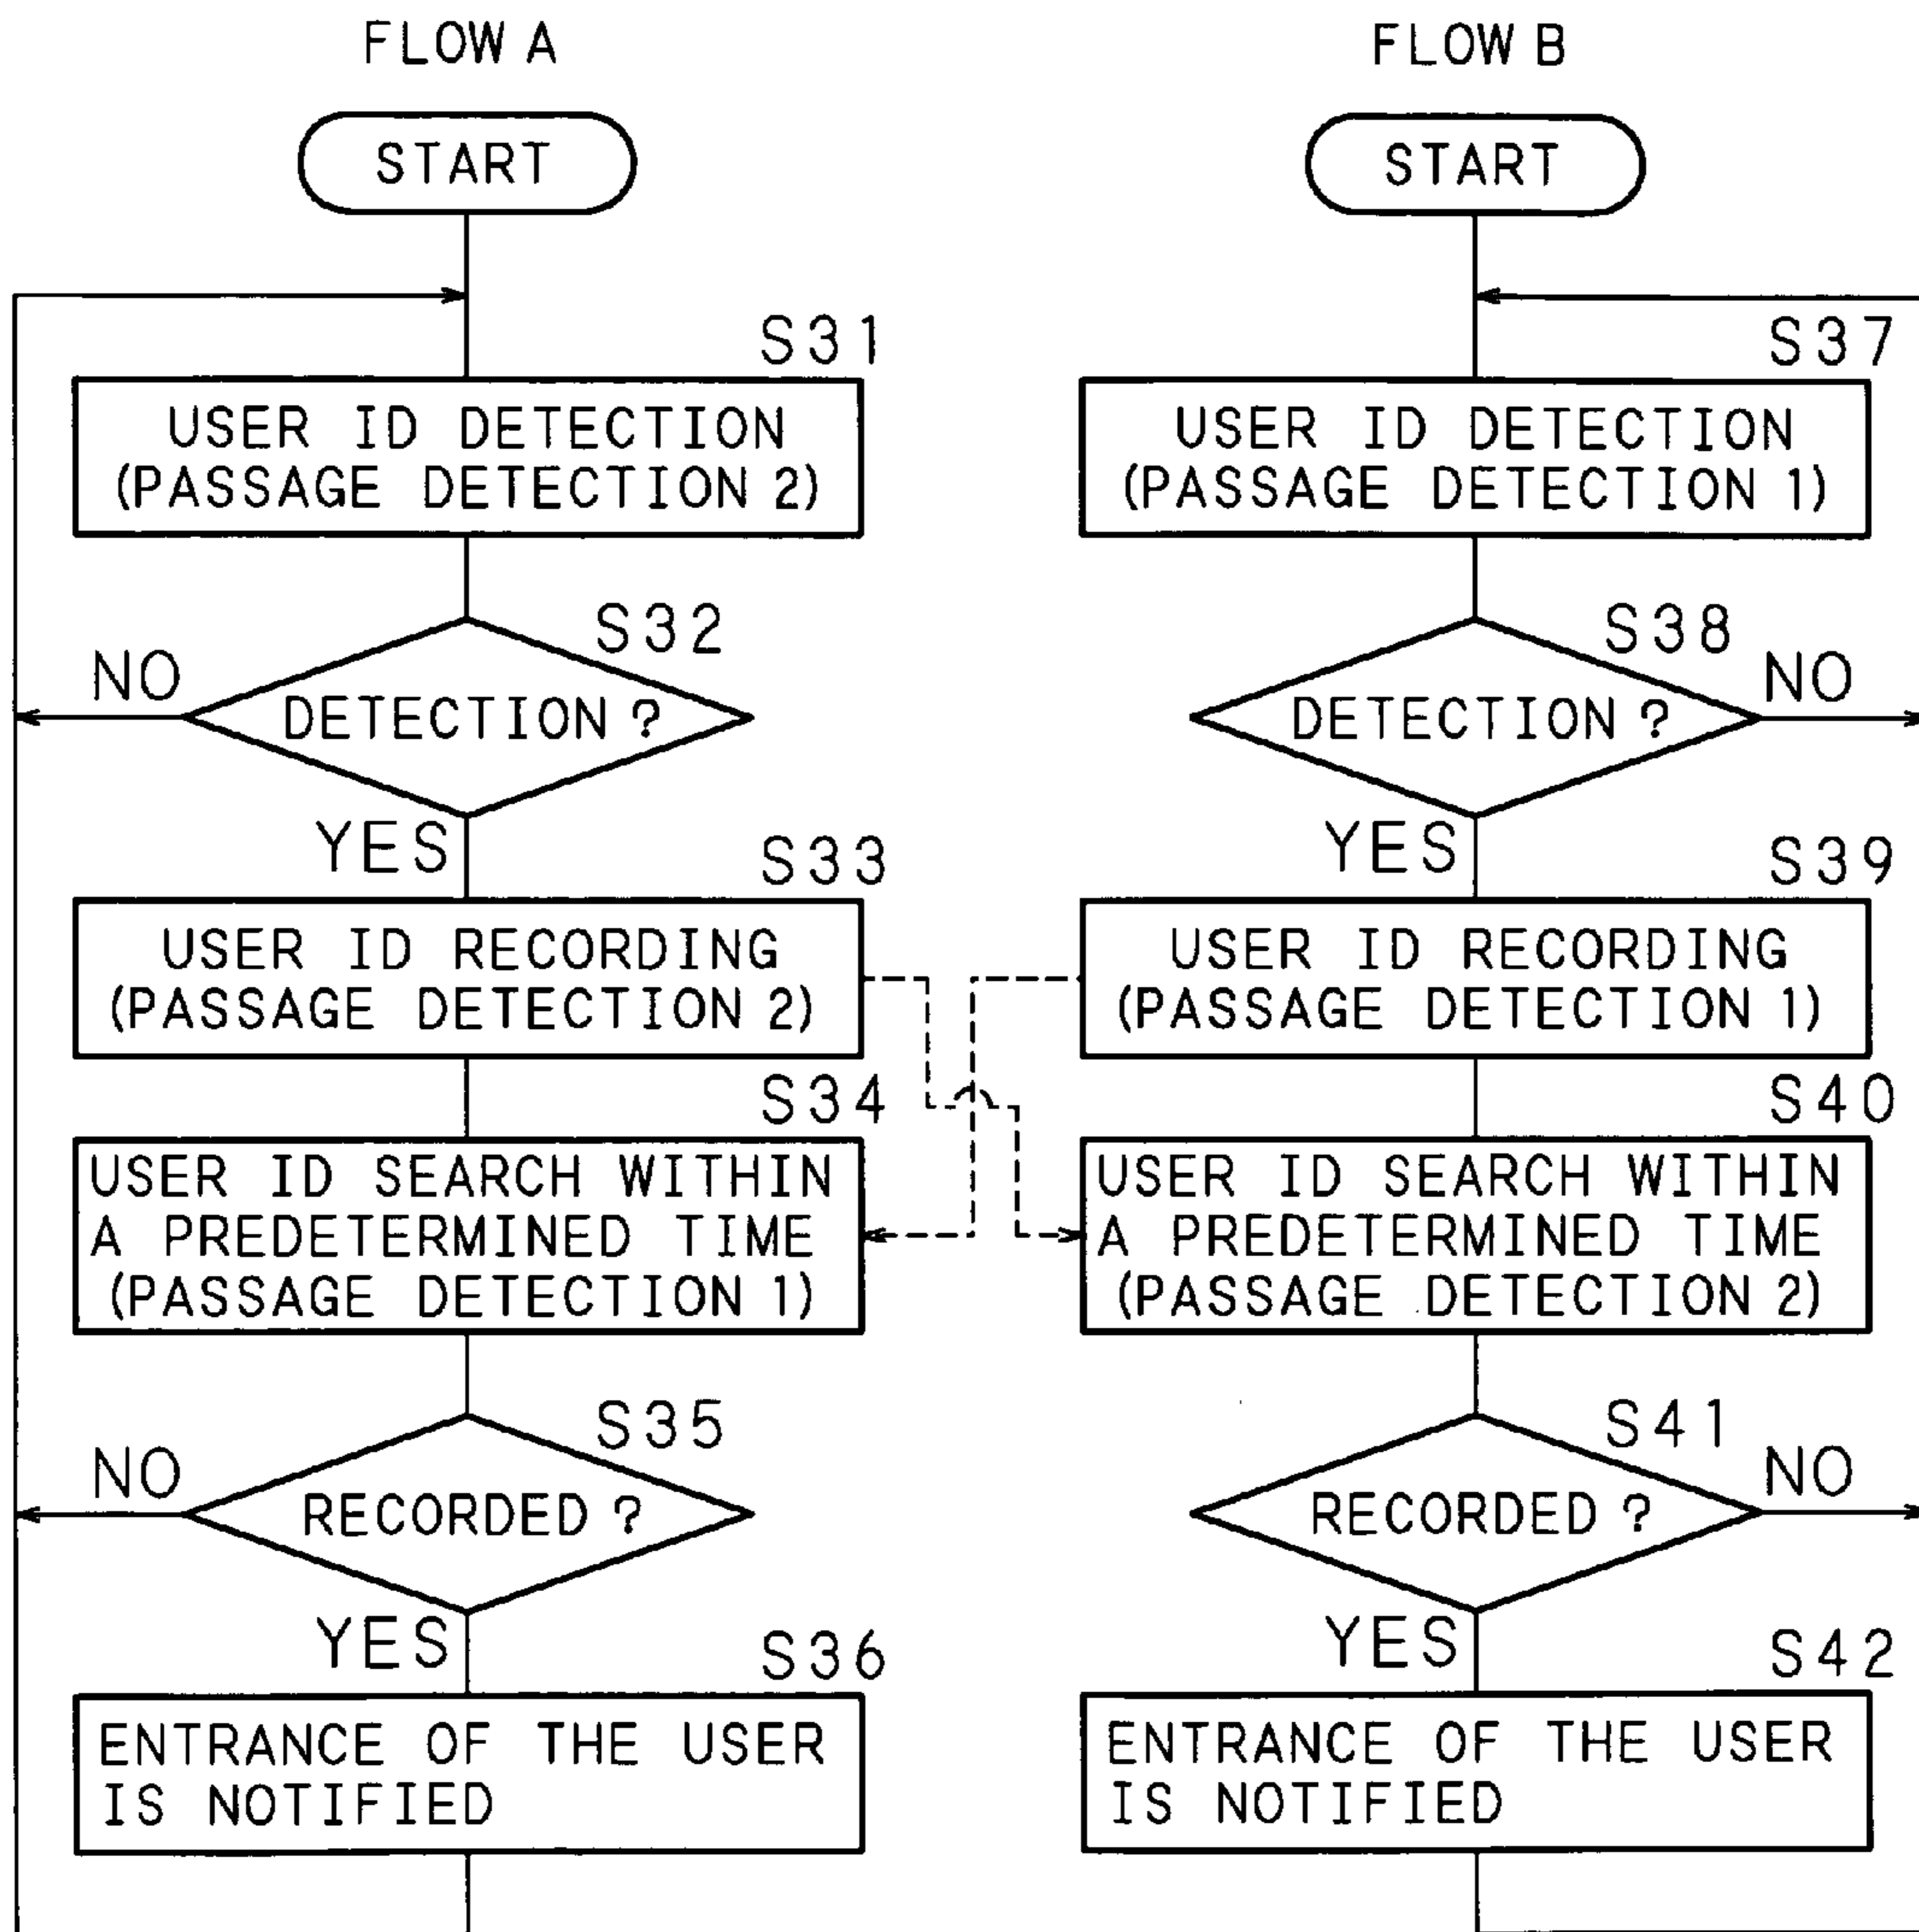 FLOW A
START
S31
USER ID DETECTION
(PASSAGE DETECTION 2)
S32
NO
DETECTION ?
YES
S33
USER ID RECORDING
(PASSAGE DETECTION 2)
S34
USER ID SEARCH WITHIN
A PREDETERMINED TIME
(PASSAGE DETECTION 1)
S35
NO
RECORDED ?
YES
S36
ENTRANCE OF THE USER
IS NOTIFIED
FLOW B
START
S37
USER ID DETECTION
(PASSAGE DETECTION 1)
S38
NO
DETECTION ?
YES
S39
USER ID RECORDING
(PASSAGE DETECTION 1)
S40
USER ID SEARCH WITHIN
A PREDETERMINED TIME
(PASSAGE DETECTION 2)
S41
NO
RECORDED ?
YES
S42
ENTRANCE OF THE USER
IS NOTIFIED